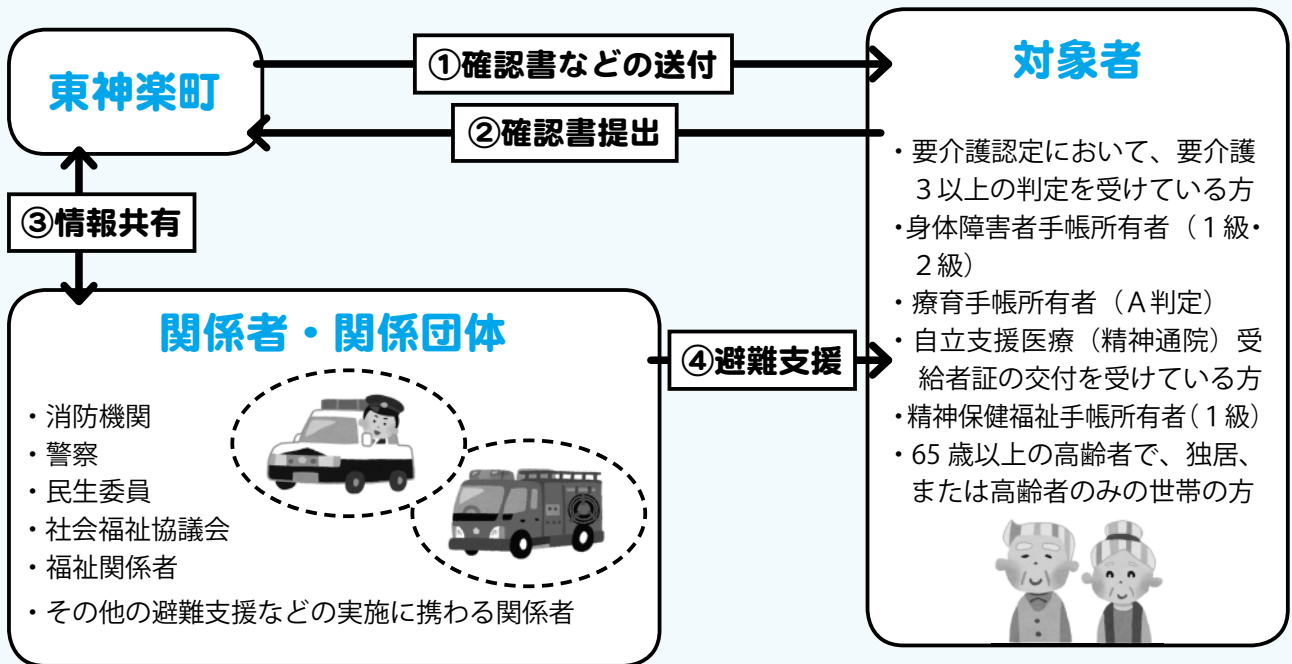 東神楽町
①確認書などの送付
②確認書提出
③情報共有
関係者・関係団体
・消防機関
・警察
・民生委員
・社会福祉協議会
・福祉関係者
・その他の避難支援などの実施に携わる関係者
④避難支援
対象者
・要介護認定において、要介護
３以上の判定を受けている方
・身体障害者手帳所有者（１級・
２級）
・療育手帳所有者（Ａ判定）
・自立支援医療（精神通院）受
給者証の交付を受けている方
・精神保健福祉手帳所有者（１級）
・65 歳以上の高齢者で、独居、
または高齢者のみの世帯の方